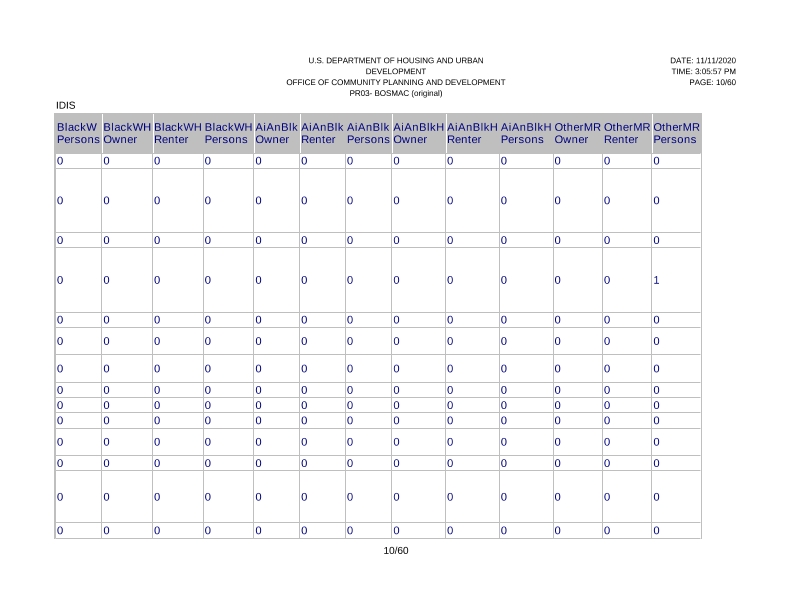 U.S. DEPARTMENT OF HOUSING AND URBAN
DEVELOPMENT
OFFICE OF COMMUNITY PLANNING AND DEVELOPMENT
PR03- BOSMAC (original)
DATE: 11/11/2020
TIME: 3:05:57 PM
PAGE: 10/60
IDIS
BlackW Persons BlackWH Owner BlackWH Renter BlackWH Persons AiAnBlk Owner AiAnBlk Renter AiAnBlk Persons AiAnBlkH Owner AiAnBlkH Renter AiAnBlkH Persons OtherMR Owner OtherMR Renter OtherMR Persons
0 0 0 0 0 0 0 0 0 0 0 0 0
0 0 0 0 0 0 0 0 0 0 0 0 0
0 0 0 0 0 0 0 0 0 0 0 0 0
0 0 0 0 0 0 0 0 0 0 0 0 1
0 0 0 0 0 0 0 0 0 0 0 0 0
0 0 0 0 0 0 0 0 0 0 0 0 0
0 0 0 0 0 0 0 0 0 0 0 0 0
0 0 0 0 0 0 0 0 0 0 0 0 0
0 0 0 0 0 0 0 0 0 0 0 0 0
0 0 0 0 0 0 0 0 0 0 0 0 0
0 0 0 0 0 0 0 0 0 0 0 0 0
0 0 0 0 0 0 0 0 0 0 0 0 0
0 0 0 0 0 0 0 0 0 0 0 0 0
0 0 0 0 0 0 0 0 0 0 0 0 0
10/60